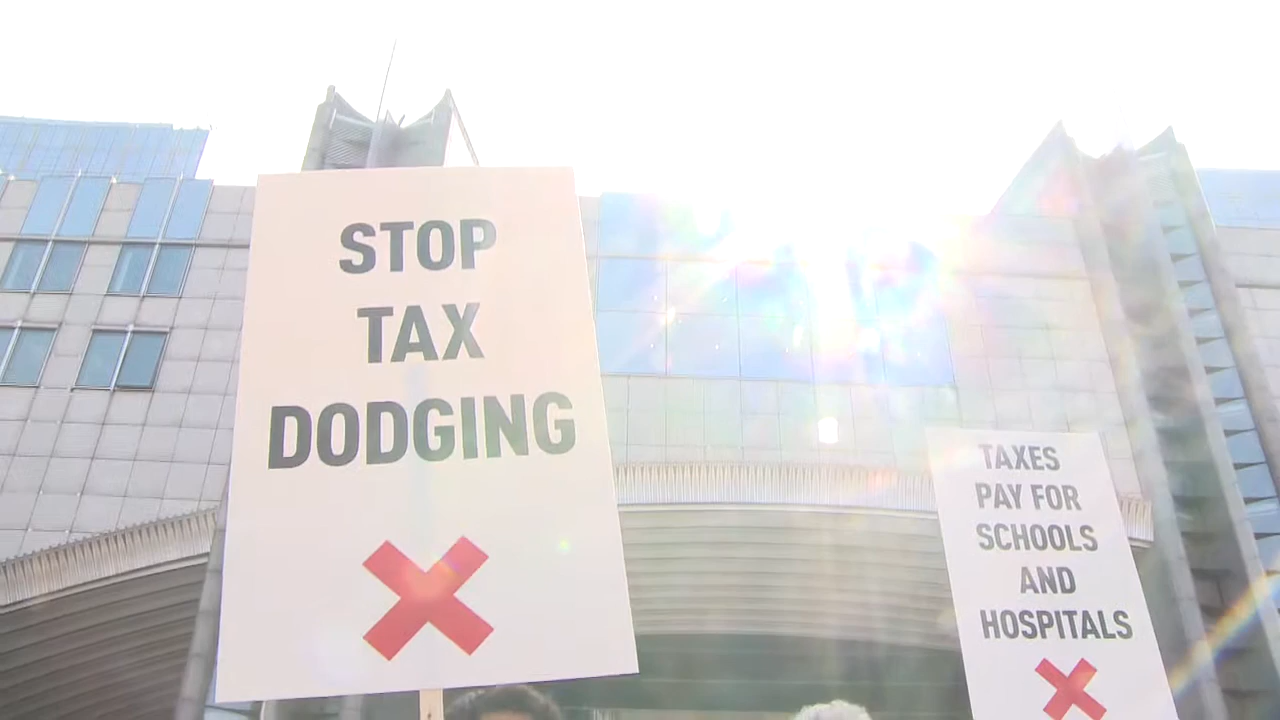 STOP
TAX
DODGING
TAXES
PAY FOR
SCHOOLS
AND
HOSPITALS